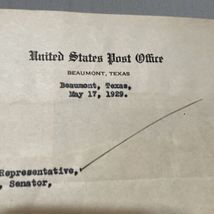 United States Post Office
BEAUMONT, TEXAS
Beaumont, Texas,
May 17, 1929.
Representative,
, Senator,